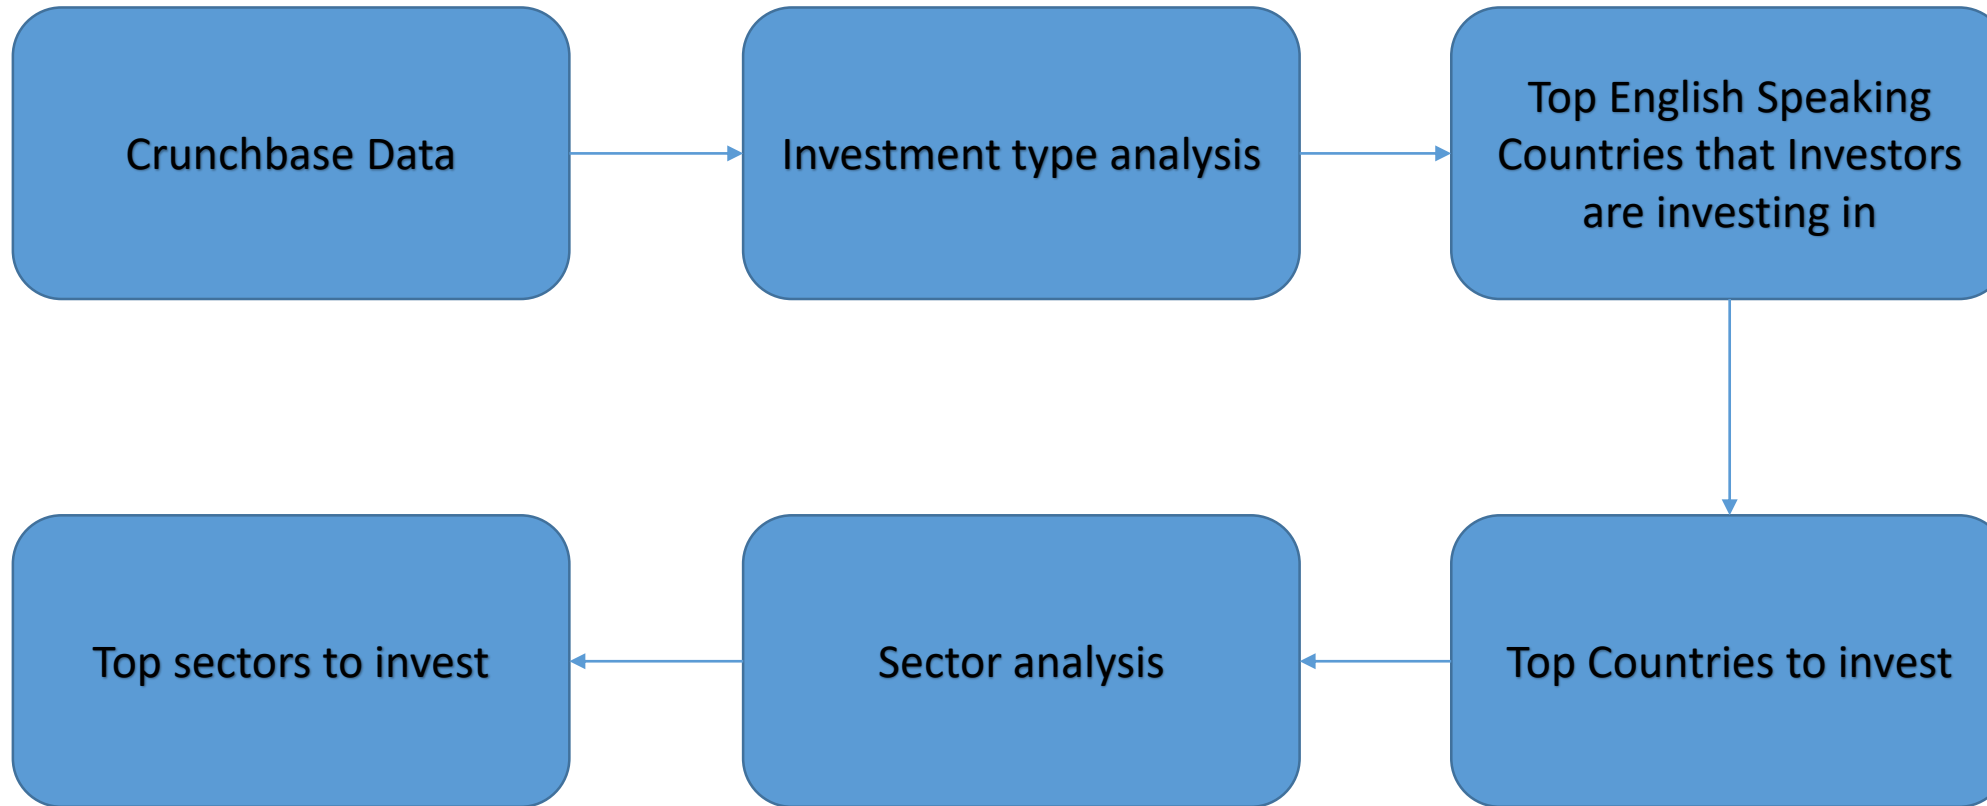 Crunchbase Data
Investment type analysis
Top English Speaking
Countries that Investors
are investing in
Top Countries to invest
Sector analysis
Top sectors to invest